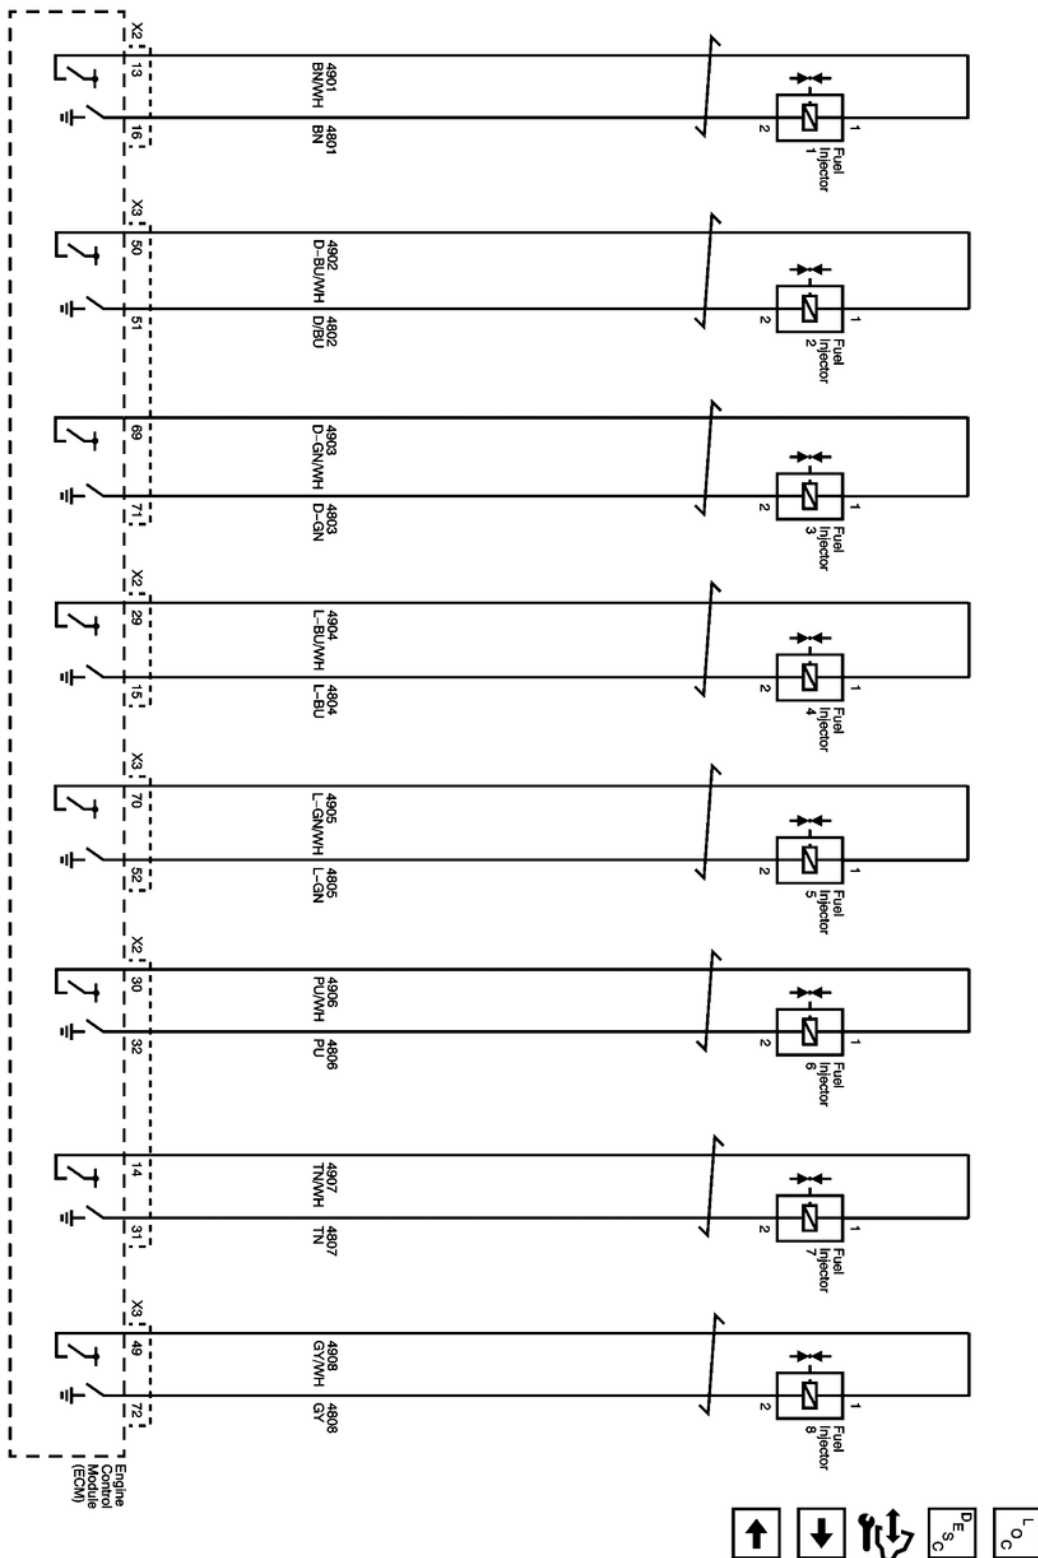 L O C
D E S C
1
Fuel
Injector
1
2
4901
BN/WH
4801
BN
X2
13
16
1
Fuel
Injector
2
2
4902
D-BU/WH
4802
D/BU
X3
50
51
1
Fuel
Injector
3
2
4903
D-GN/WH
4803
D-GN
69
71
1
Fuel
Injector
4
2
4904
L-BU/WH
4804
L-BU
X2
29
15
1
Fuel
Injector
5
2
4905
L-GN/WH
4805
L-GN
X3
70
52
1
Fuel
Injector
6
2
4906
PU/WH
4806
PU
X2
30
32
1
Fuel
Injector
7
2
4907
TN/WH
4807
TN
14
31
1
Fuel
Injector
8
2
4908
GY/WH
4808
GY
X3
49
72
Engine
Control
Module
(ECM)